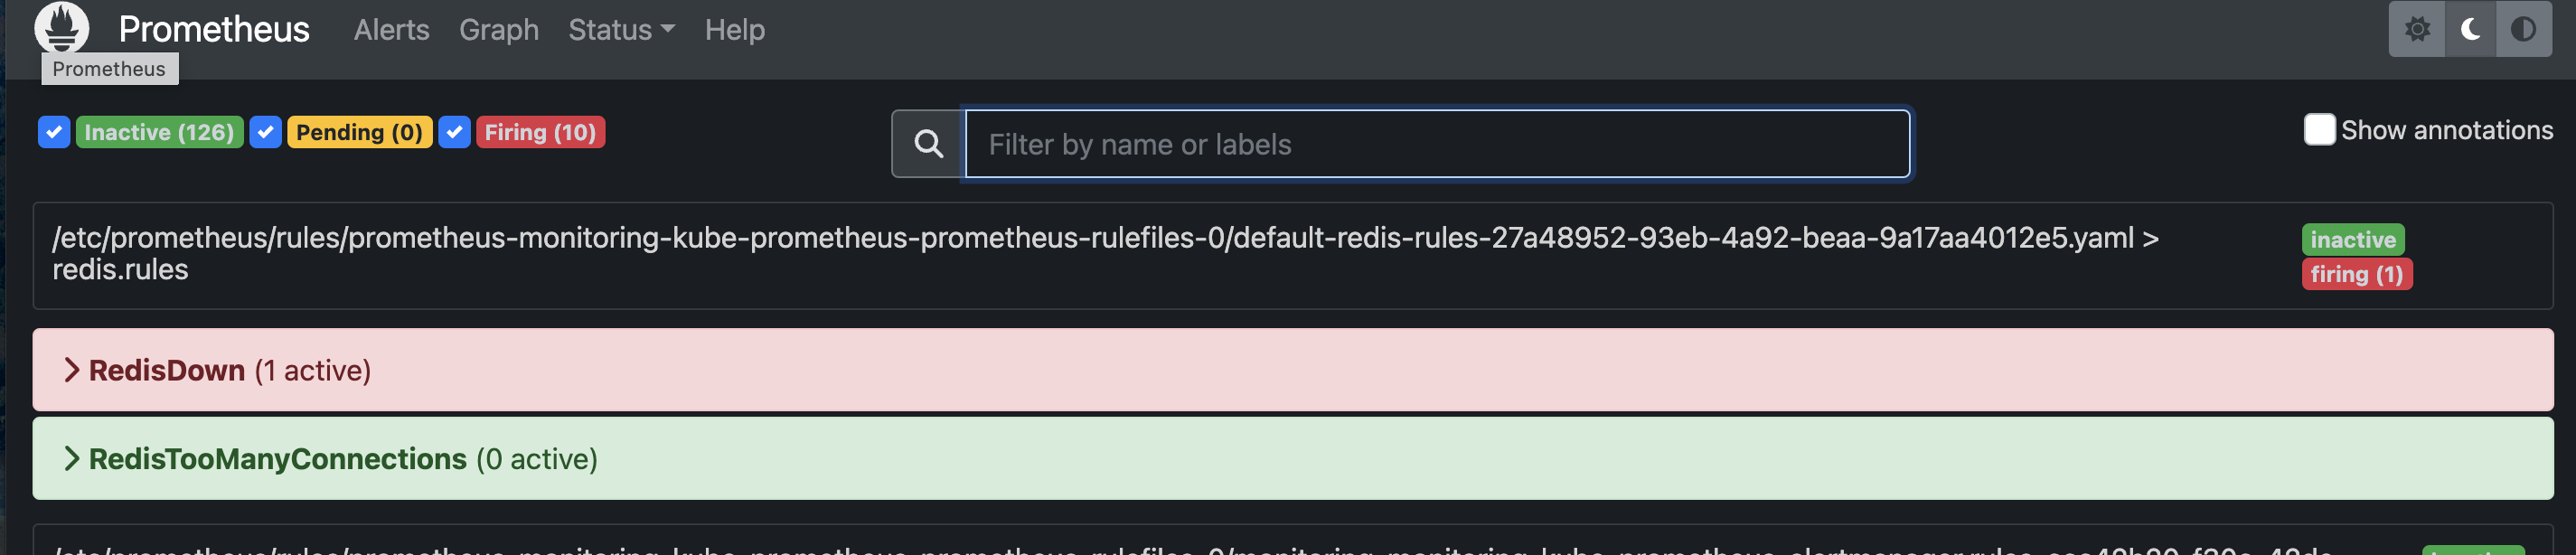 Prometheus Alerts Graph Status Help
Prometheus
Inactive (126) Pending (0) Firing (10) Filter by name or labels Show annotations
/etc/prometheus/rules/prometheus-monitoring-kube-prometheus-prometheus-rulefiles-0/default-redis-rules-27a48952-93eb-4a92-beaa-9a17aa4012e5.yaml > inactive
redis.rules firing (1)
RedisDown (1 active)
RedisTooManyConnections (0 active)